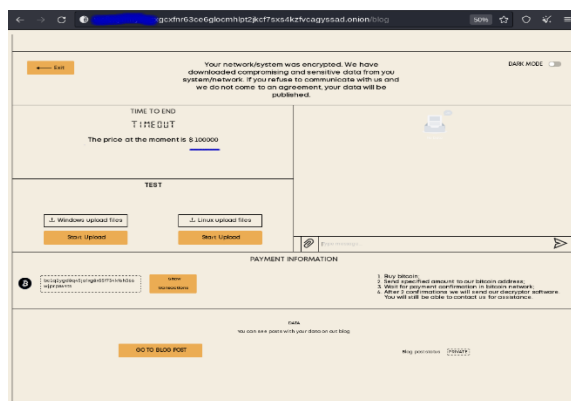 gcxfnr63ce6glocmhlpt2jkcf7sxs4kzfvcagyssad.onion/blog
50%
← Exit
Your network/system was encrypted. We have
downloaded compromising and sensitive data from you
system/network. If you refuse to communicate with us and
we do not come to an agreement, your data will be
published.
DARK MODE
TIME TO END
TIMEOUT
The price at the moment is $100000
TEST
Windows upload files
Linux upload files
Start Upload
Start Upload
PAYMENT INFORMATION
1. Buy bitcoin;
2. Send specified amount to our bitcoin address;
3. Wait for payment confirmation in bitcoin network;
4. After 2 confirmations we will send our decryptor software.
You will still be able to contact us for assistance.
DATA
You can see posts with your data on our blog
GO TO BLOG POST
Blog post status
PRIVATE